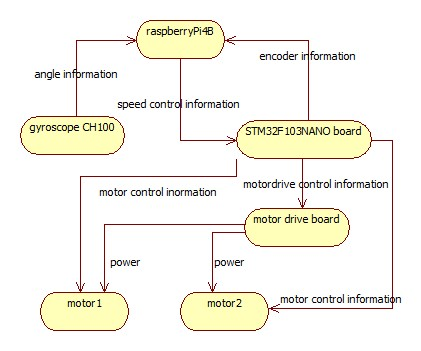 raspberryPi4B
encoder information
angle information
speed control information
gyroscope CH100
STM32F103NANO board
motor control inormation
motordrive control information
motor drive board
power
power
motor1
motor2
motor control information